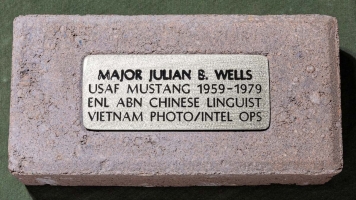 MAJOR JULIAN B. WELLS
USAF MUSTANG 1959-1979
ENL ABN CHINESE LINGUIST
VIETNAM PHOTO/INTEL OPS